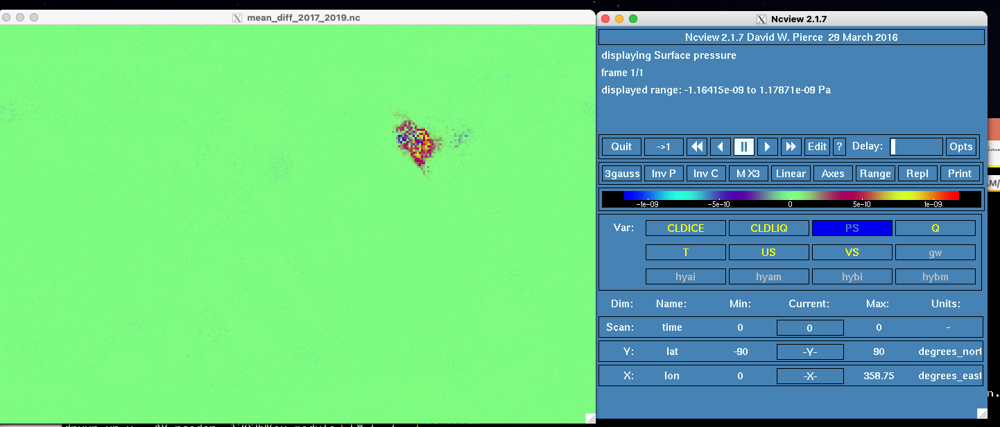 mean_diff_2017_2019.nc
Ncview 2.1.7
Ncview 2.1.7 David W. Pierce 29 March 2016
displaying Surface pressure
frame 1/1
displayed range: -1.16415e-09 to 1.17871e-09 Pa
Quit ->1 Edit ? Delay: Opts
3gauss Inv P Inv C M X3 Linear Axes Range Repl Print
-1e-09 -5e-10 0 5e-10 1e-09
Var: CLDICE CLDLIQ PS Q
T US VS gw
hyai hyam hybi hybm
Dim: Name: Min: Current: Max: Units:
Scan: time 0 0 0 -
Y: lat -90 -Y- 90 degrees_nort
X: lon 0 -X- 358.75 degrees_east
AM/
n.